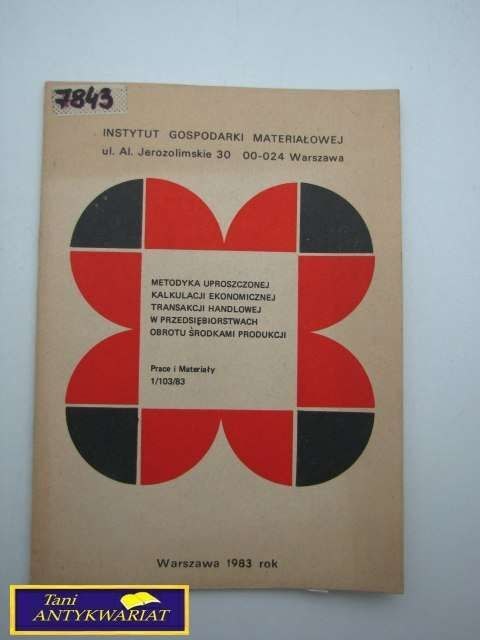 7843
INSTYTUT GOSPODARKI MATERIAŁOWEJ
ul. Al. Jerozolimskie 30 00-024 Warszawa
METODYKA UPROSZCZONEJ
KALKULACJI EKONOMICZNEJ
TRANSAKCJI HANDLOWEJ
W PRZEDSIĘBIORSTWACH
OBROTU ŚRODKAMI PRODUKCJI
Prace i Materiały
1/103/83
Warszawa 1983 rok
Tani
ANTYKWARIAT